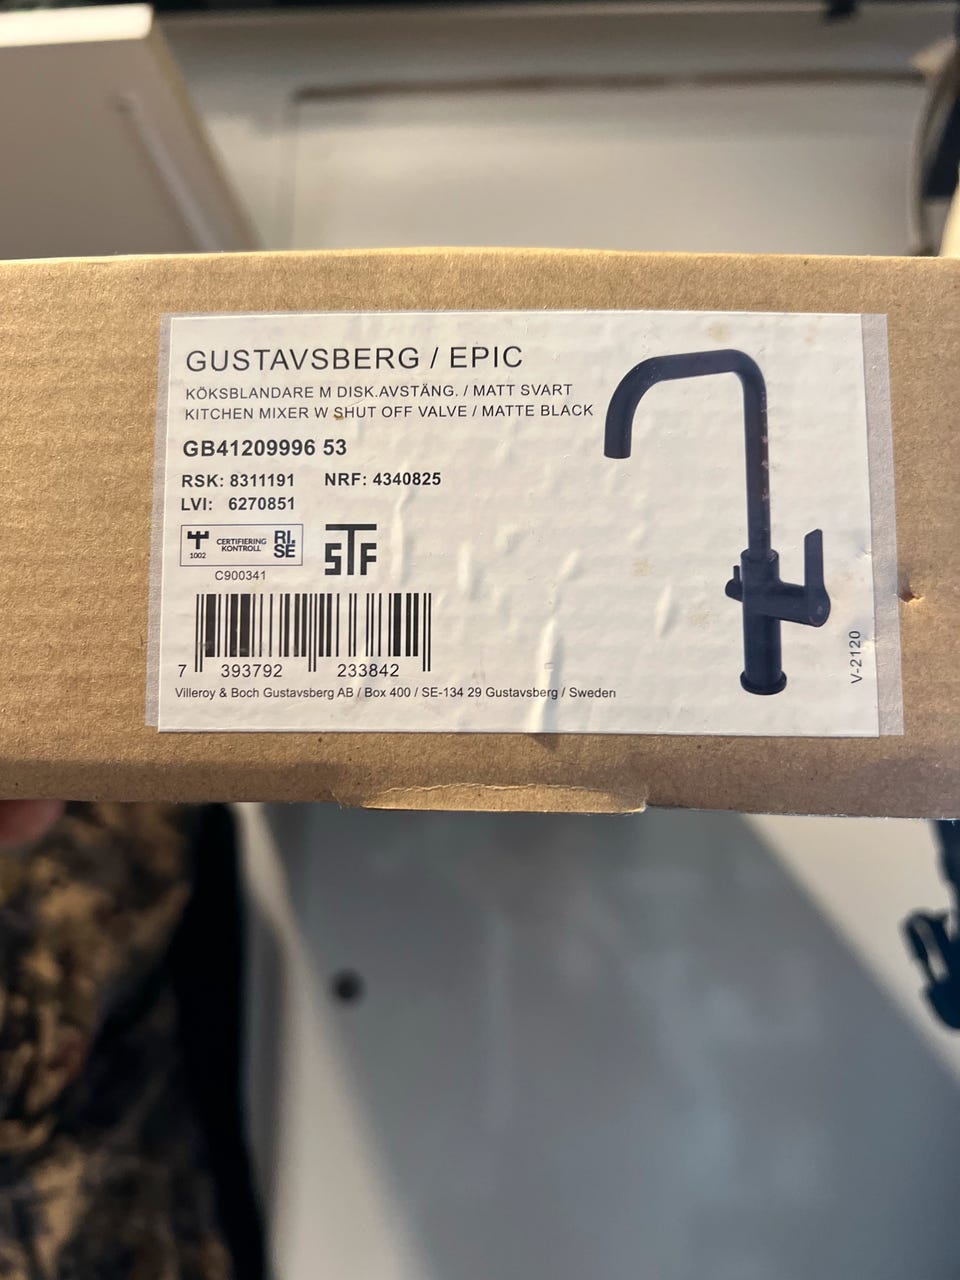 GUSTAVSBERG / EPIC
KÖKSBLANDARE M DISK.AVSTÄNG. / MATT SVART
KITCHEN MIXER W SHUT OFF VALVE / MATTE BLACK
GB41209996 53
RSK: 8311191 NRF: 4340825
LVI: 6270851
1002 CERTIFIERING KONTROLL RI.SE
STF
C900341
7 393792 233842
Villeroy & Boch Gustavsberg AB / Box 400 / SE-134 29 Gustavsberg / Sweden
V-2120